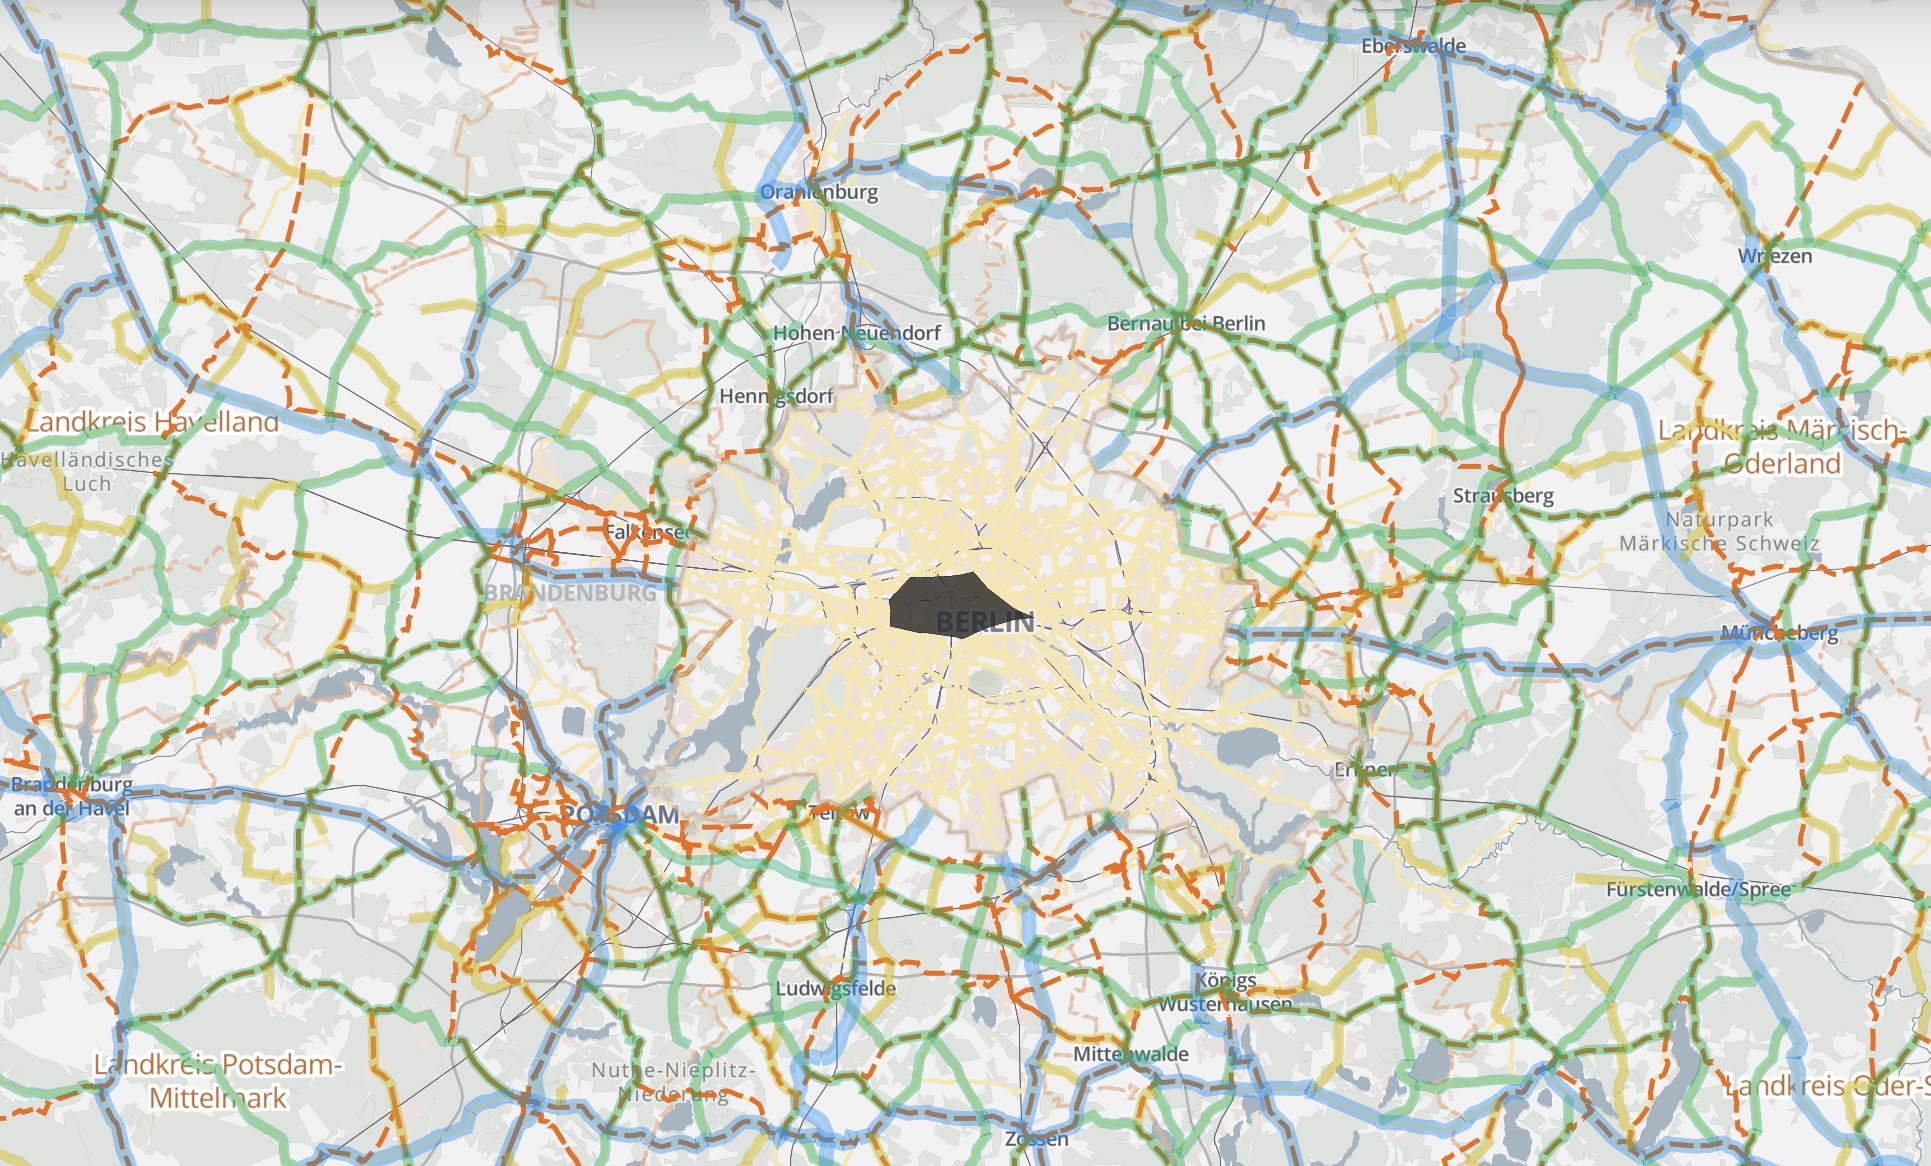 Eberswalde
Oranienburg
Wriezen
Bernau bei Berlin
Hohen Neuendorf
Hennigsdorf
Landkreis Havelland
Havelländisches
Luch
Landkreis Märkisch-
Oderland
Strausberg
Naturpark
Märkische Schweiz
Falkensee
BRANDENBURG
BERLIN
Müncheberg
Erkner
Brandenburg
an der Havel
POTSDAM
Teltow
Fürstenwalde/Spree
Ludwigsfelde
Königs
Wusterhausen
Mittenwalde
Landkreis Potsdam-
Mittelmark
Nuthe-Nieplitz-
Niederung
Landkreis Oder-S
Zossen